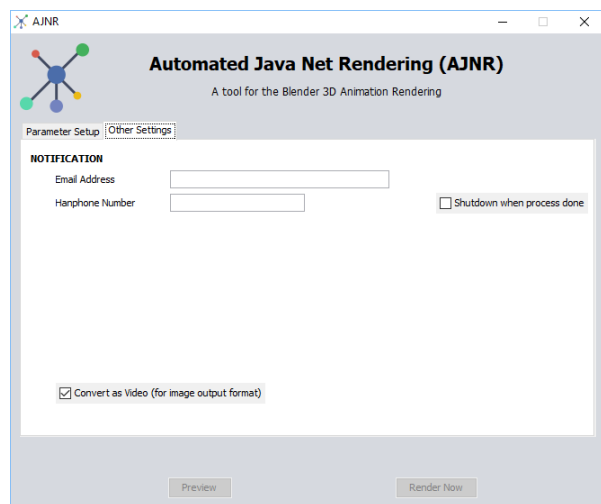 AJNR
Automated Java Net Rendering (AJNR)
A tool for the Blender 3D Animation Rendering
Parameter Setup
Other Settings
NOTIFICATION
Email Address
Hanphone Number
Shutdown when process done
Convert as Video (for image output format)
Preview
Render Now